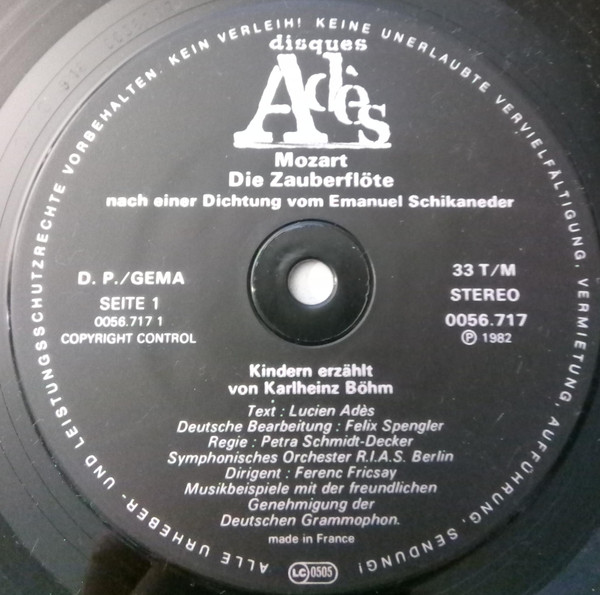 ALLE URHEBER- UND LEISTUNGSSCHUTZRECHTE VORBEHALTEN. KEIN VERLEIH! KEINE UNERLAUBTE VERVIELFÄLTIGUNG, VERMIETUNG, AUFFÜHRUNG, SENDUNG!
disques
Adès
Mozart
Die Zauberflöte
nach einer Dichtung vom Emanuel Schikaneder
D. P./GEMA
SEITE 1
0056.717 1
COPYRIGHT CONTROL
33 T/M
STEREO
0056.717
Ⓟ 1982
Kindern erzählt
von Karlheinz Böhm
Text : Lucien Adès
Deutsche Bearbeitung : Felix Spengler
Regie : Petra Schmidt-Decker
Symphonisches Orchester R.I.A.S. Berlin
Dirigent : Ferenc Fricsay
Musikbeispiele mit der freundlichen
Genehmigung der
Deutschen Grammophon.
made in France
LC 0505